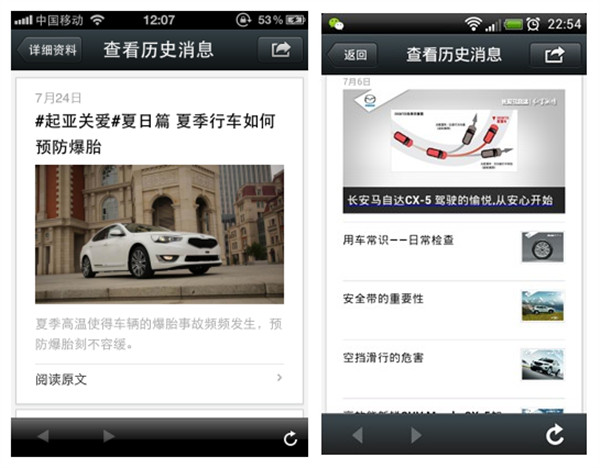 中国移动 12:07 53%
详细资料 查看历史消息
7月24日
#起亚关爱#夏日篇 夏季行车如何
预防爆胎
夏季高温使得车辆的爆胎事故频频发生，预
防爆胎刻不容缓。
阅读原文
22:54
返回 查看历史消息
7月6日
长安马自达CX-5 驾驶的愉悦,从安心开始
用车常识——日常检查
安全带的重要性
空挡滑行的危害